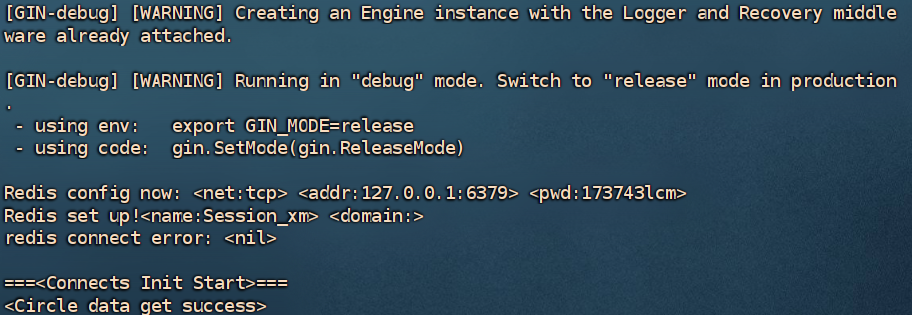 [GIN-debug] [WARNING] Creating an Engine instance with the Logger and Recovery middle
ware already attached.
[GIN-debug] [WARNING] Running in "debug" mode. Switch to "release" mode in production
.
- using env:   export GIN_MODE=release
- using code:  gin.SetMode(gin.ReleaseMode)
Redis config now: <net:tcp> <addr:127.0.0.1:6379> <pwd:173743lcm>
Redis set up!<name:Session_xm> <domain:>
redis connect error: <nil>
===<Connects Init Start>===
<Circle data get success>